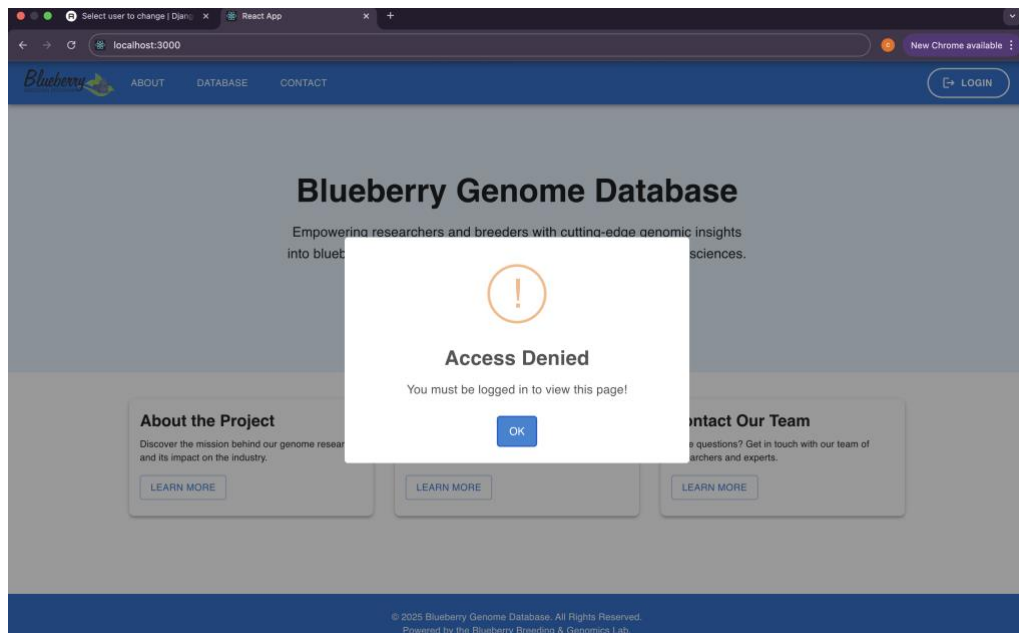 Select user to change | Djang
React App
localhost:3000
New Chrome available
Blueberry
ABOUT
DATABASE
CONTACT
LOGIN
Blueberry Genome Database
Empowering researchers and breeders with cutting-edge genomic insights
into blueb
sciences.
!
Access Denied
You must be logged in to view this page!
OK
About the Project
Discover the mission behind our genome resear
and its impact on the industry.
LEARN MORE
LEARN MORE
ntact Our Team
e questions? Get in touch with our team of
archers and experts.
LEARN MORE
© 2025 Blueberry Genome Database. All Rights Reserved.
Powered by the Blueberry Breeding & Genomics Lab.